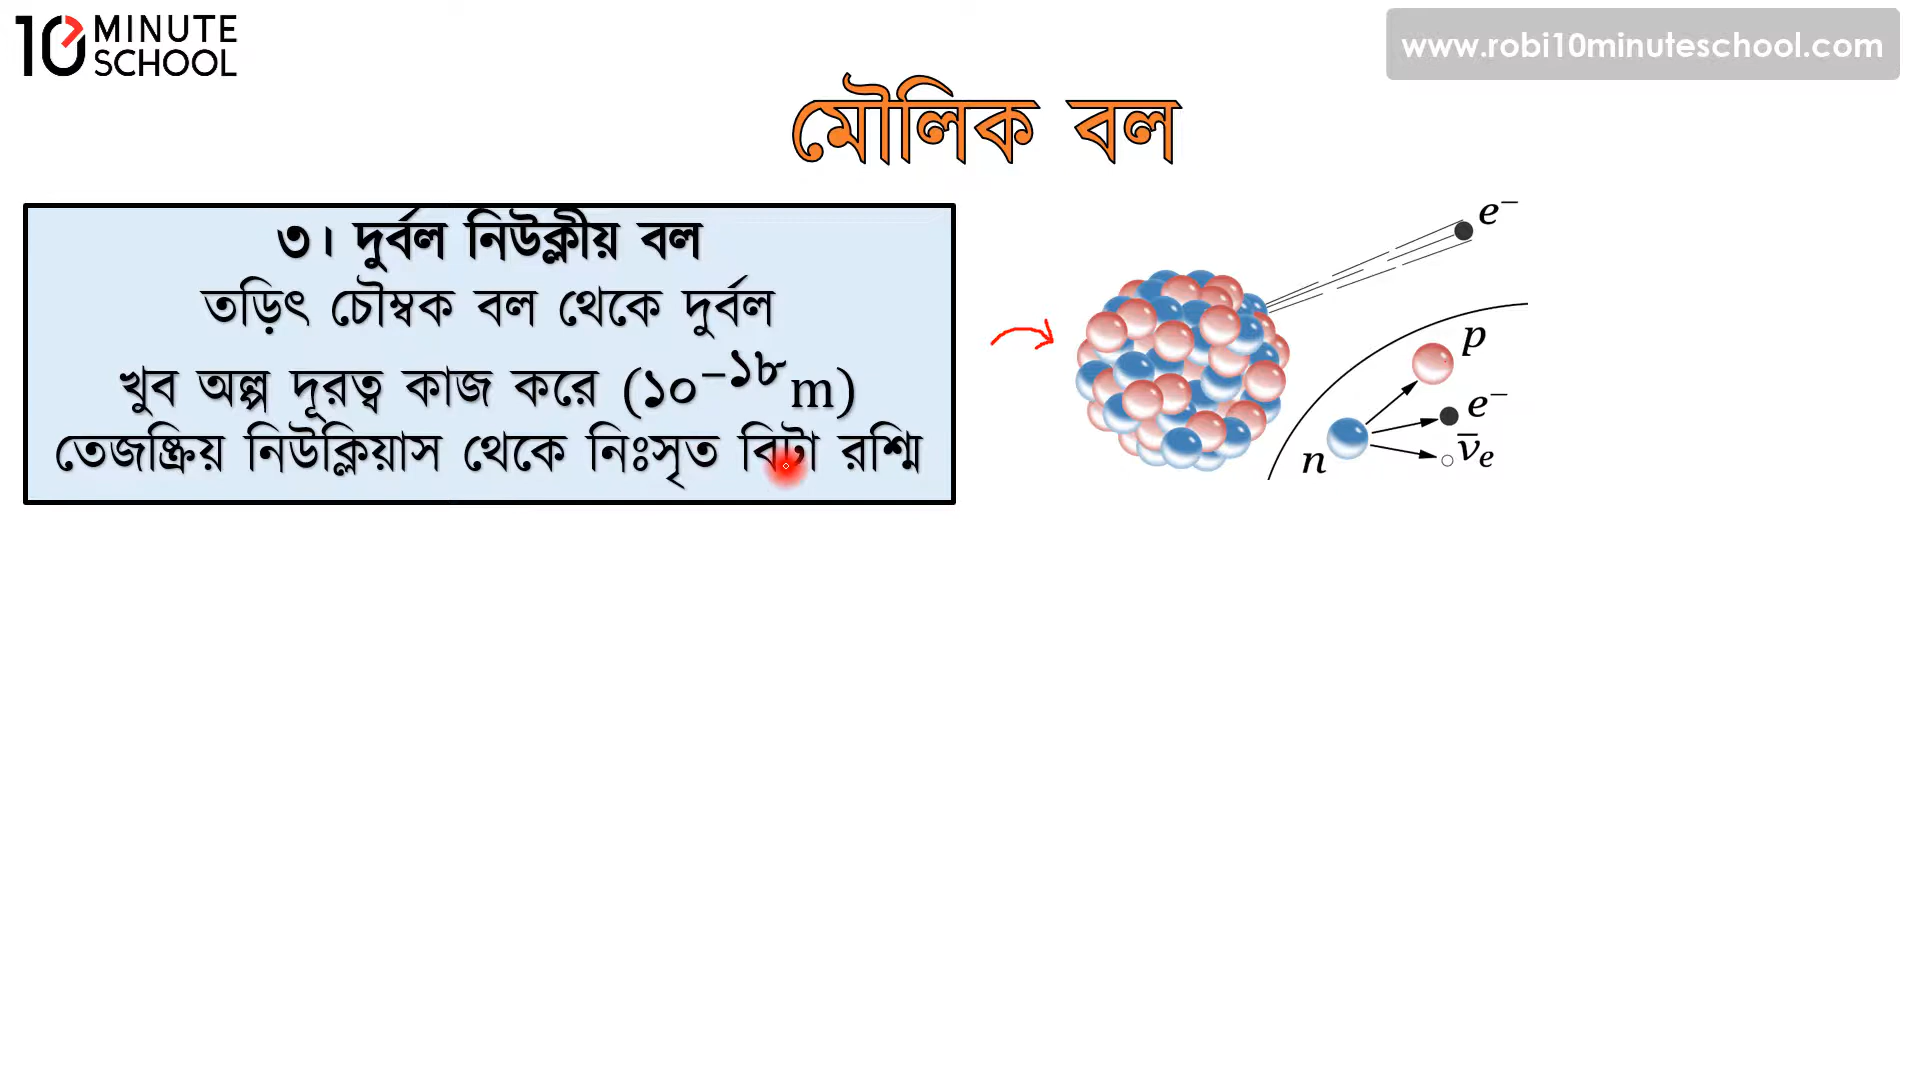 10 MINUTE SCHOOL
www.robi10minuteschool.com
মৌলিক বল
৩। দুর্বল নিউক্লীয় বল
তড়িৎ চৌম্বক বল থেকে দুর্বল
খুব অল্প দূরত্ব কাজ করে (১০⁻¹⁸m)
তেজষ্ক্রিয় নিউক্লিয়াস থেকে নিঃসৃত বিটা রশ্মি
e⁻
p
e⁻
n
ν̅ₑ